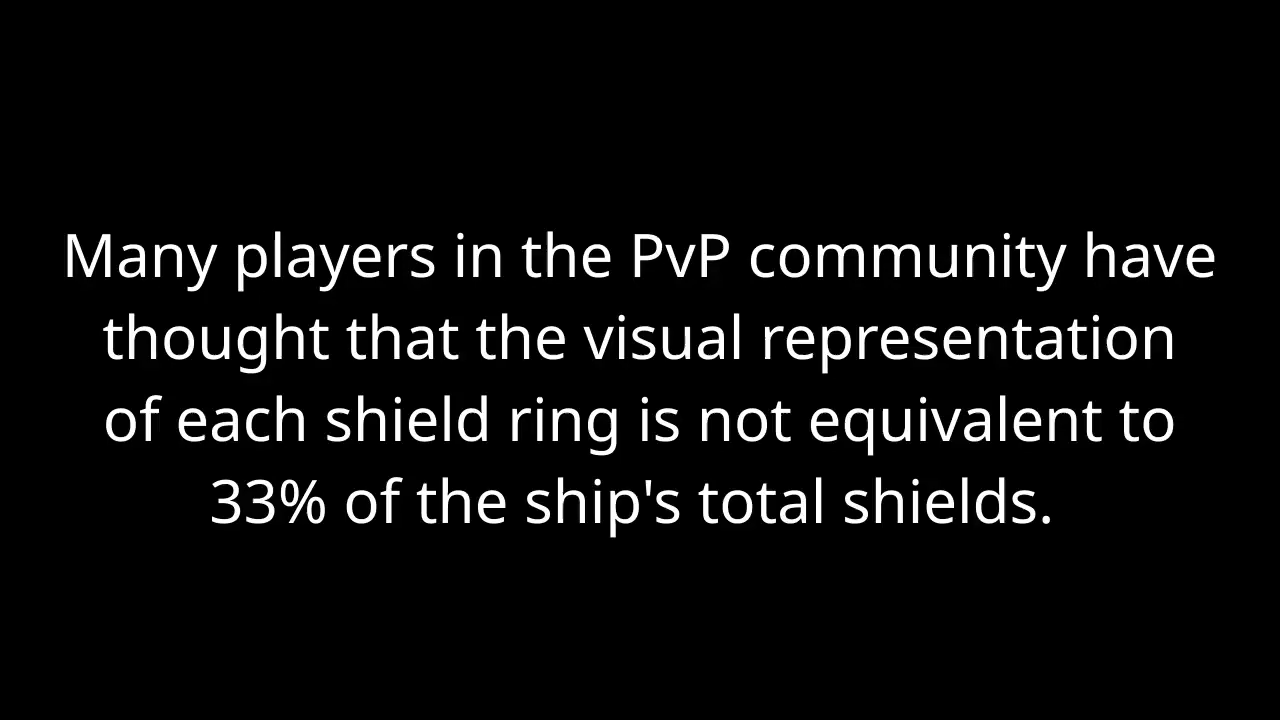 Many players in the PvP community have
thought that the visual representation
of each shield ring is not equivalent to
33% of the ship's total shields.